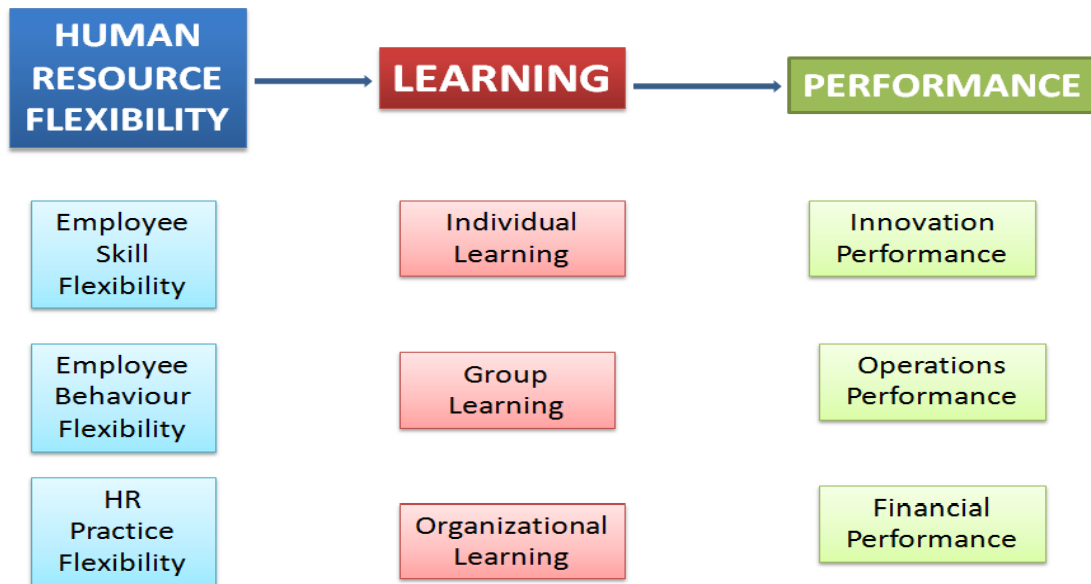 HUMAN
RESOURCE
FLEXIBILITY
LEARNING
PERFORMANCE
Employee
Skill
Flexibility
Individual
Learning
Innovation
Performance
Employee
Behaviour
Flexibility
Group
Learning
Operations
Performance
HR
Practice
Flexibility
Organizational
Learning
Financial
Performance